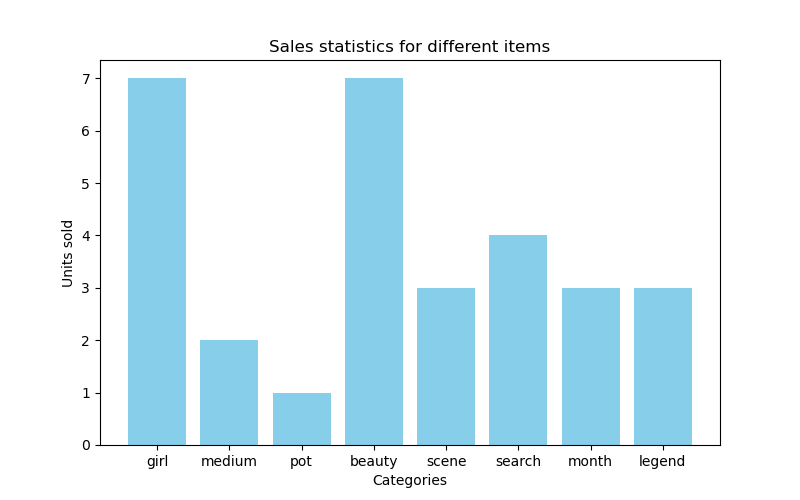 Sales statistics for different items
Units sold
7
6
5
4
3
2
1
0
girl medium pot beauty scene search month legend
Categories